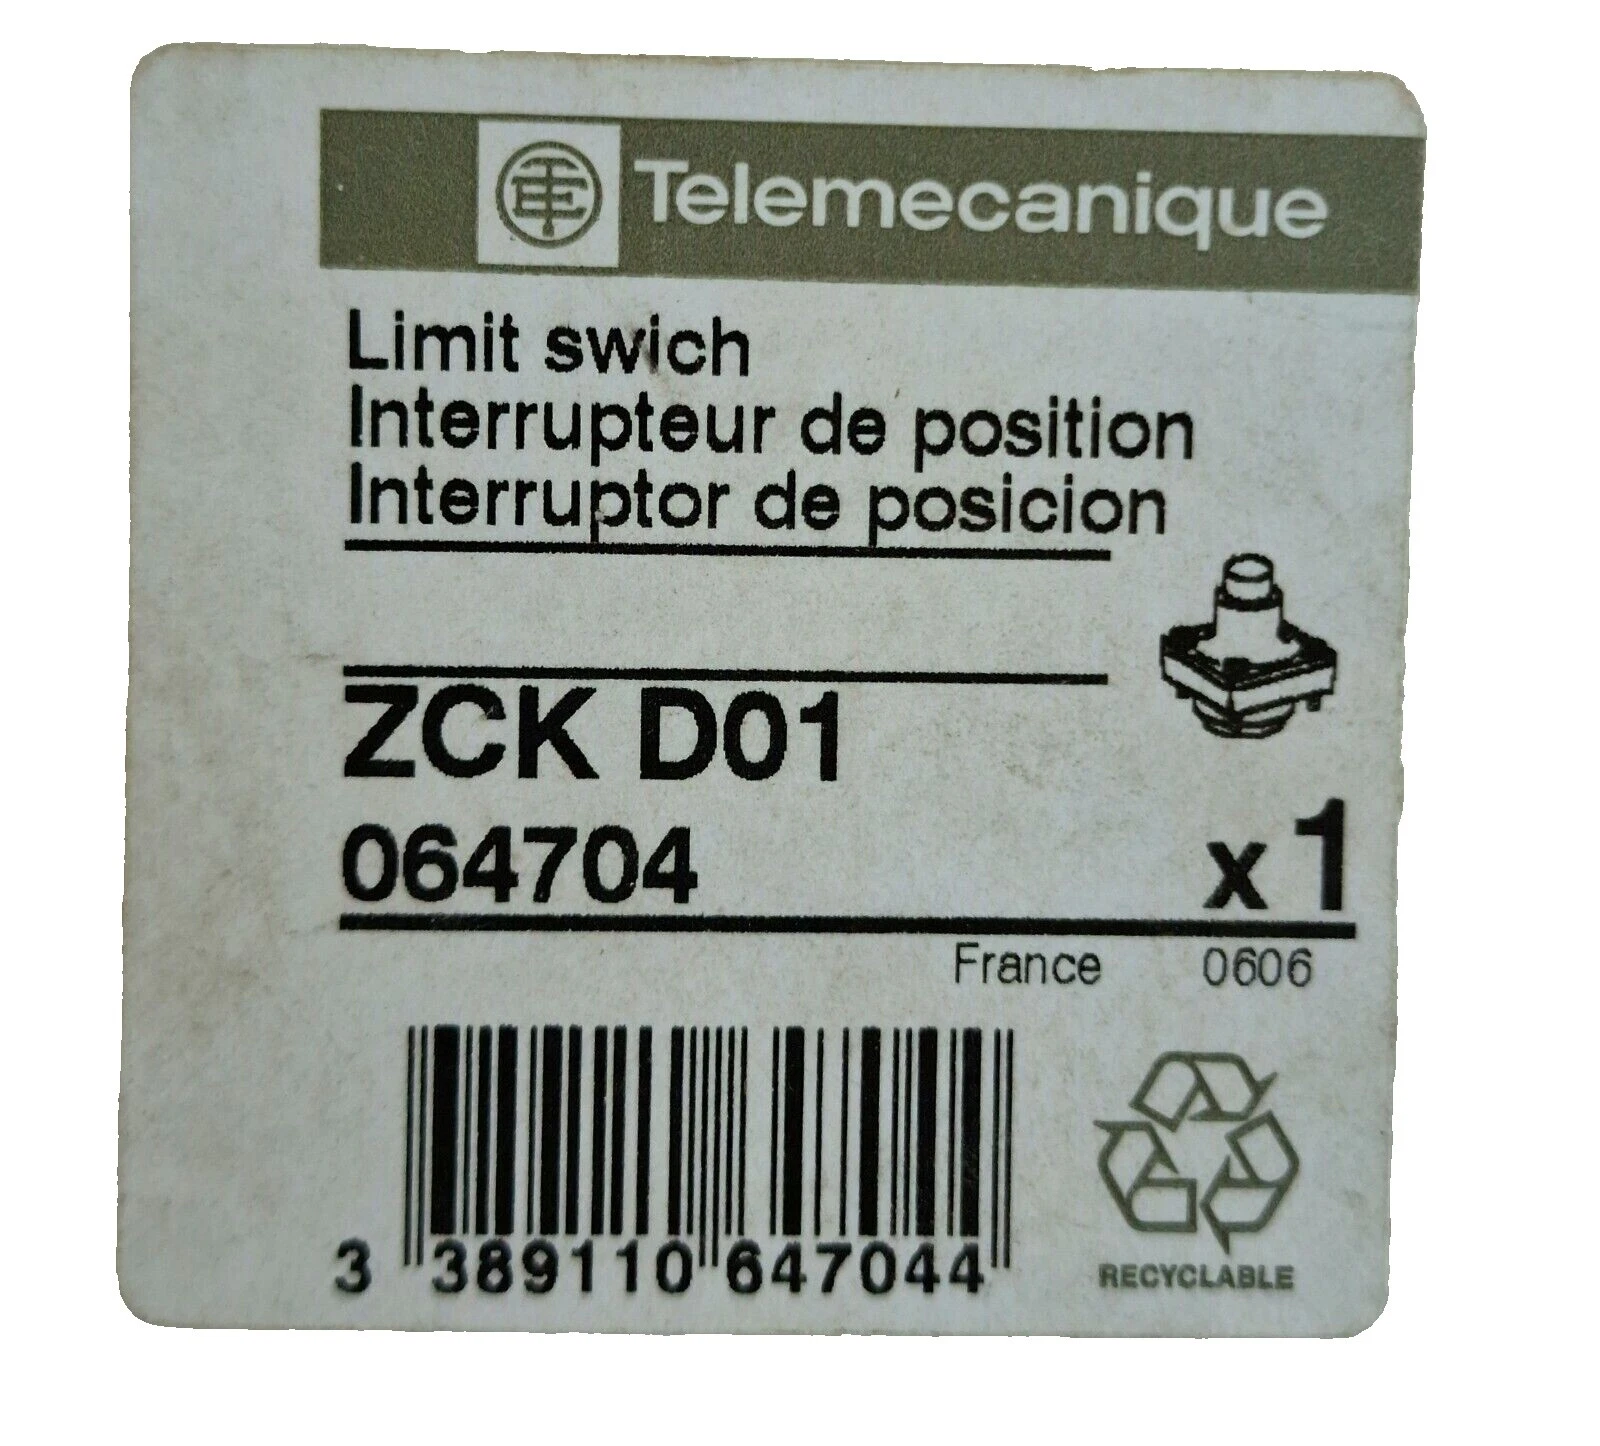 Telemecanique
Limit swich
Interrupteur de position
Interruptor de posicion
ZCK D01
064704
x 1
France 0606
3 389110 647044
RECYCLABLE